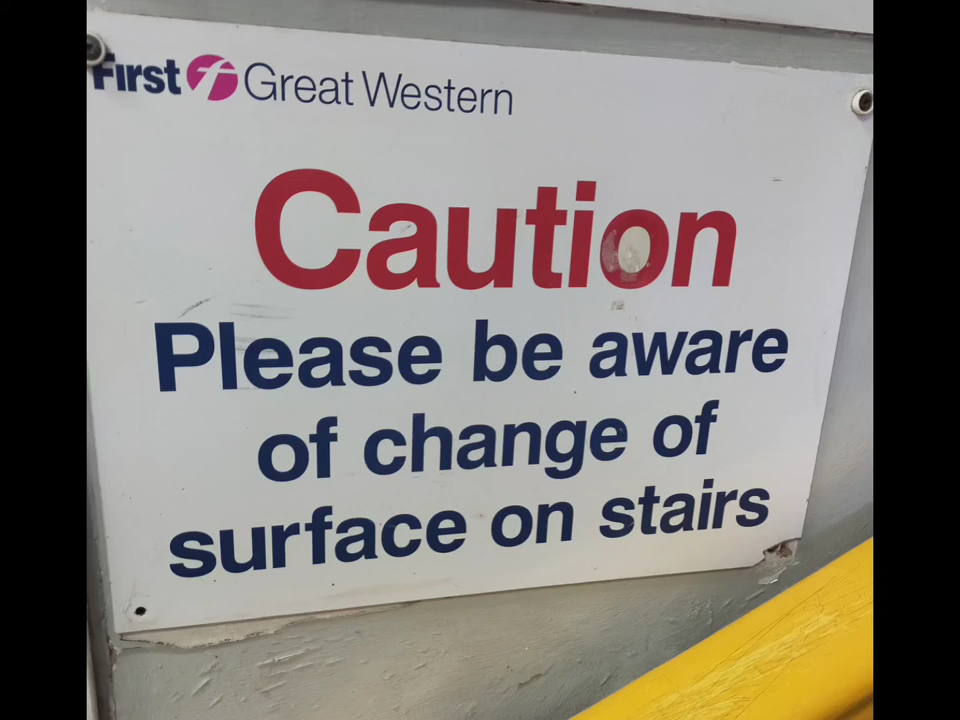 First f Great Western
Caution
Please be aware
of change of
surface on stairs